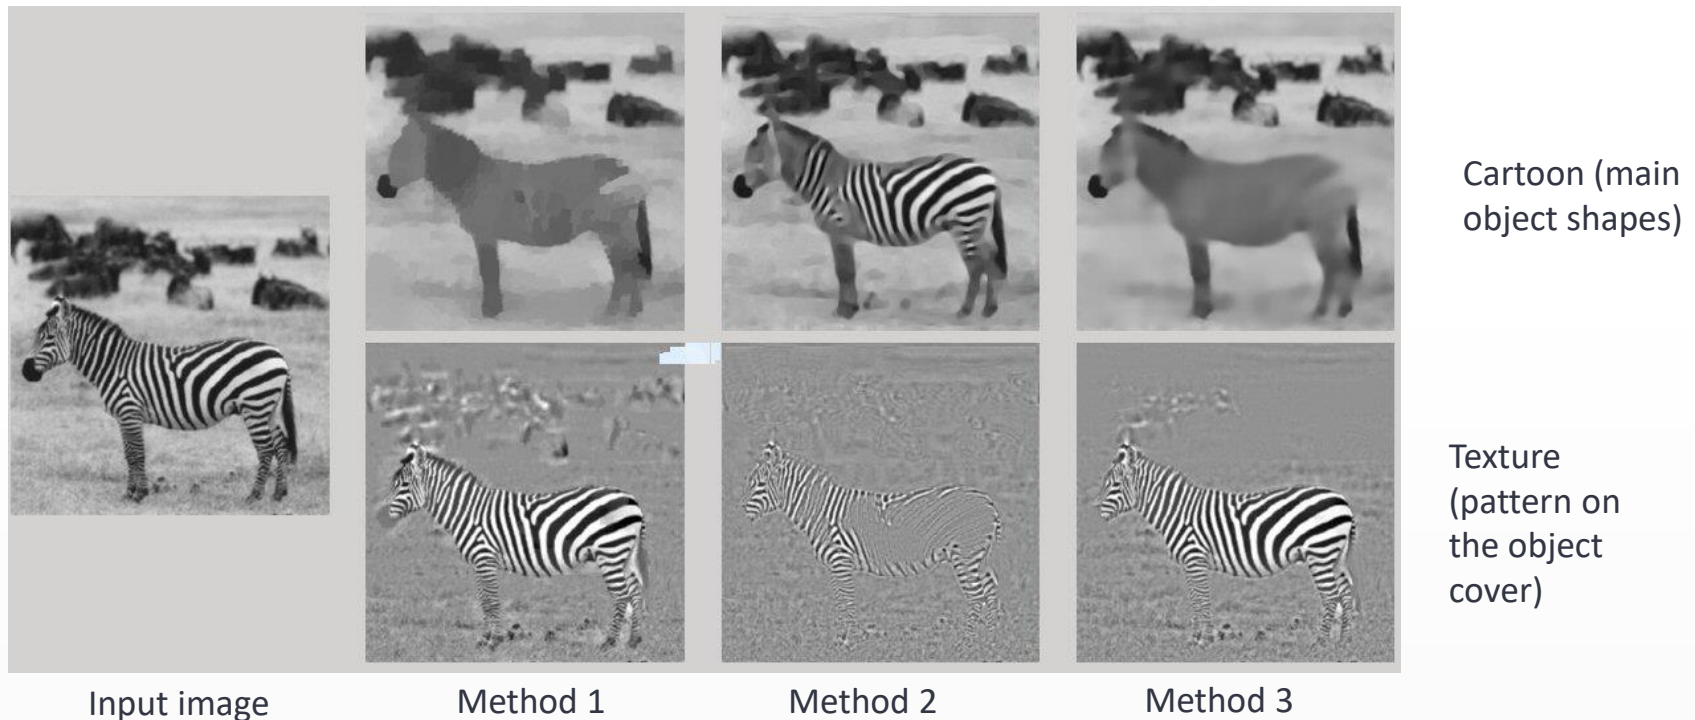 Cartoon (main
object shapes)
Texture
(pattern on
the object
cover)
Input image
Method 1
Method 2
Method 3